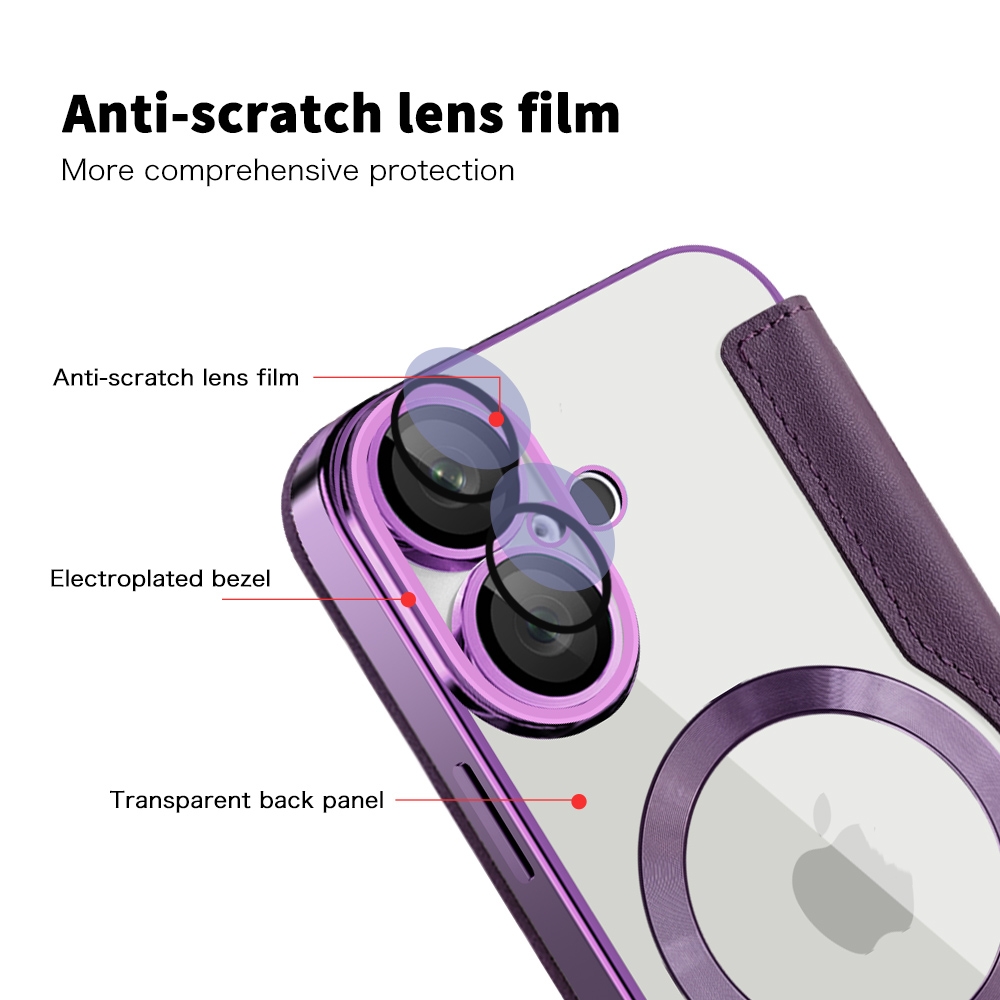 Anti-scratch lens film
More comprehensive protection
Anti-scratch lens film
Electroplated bezel
Transparent back panel